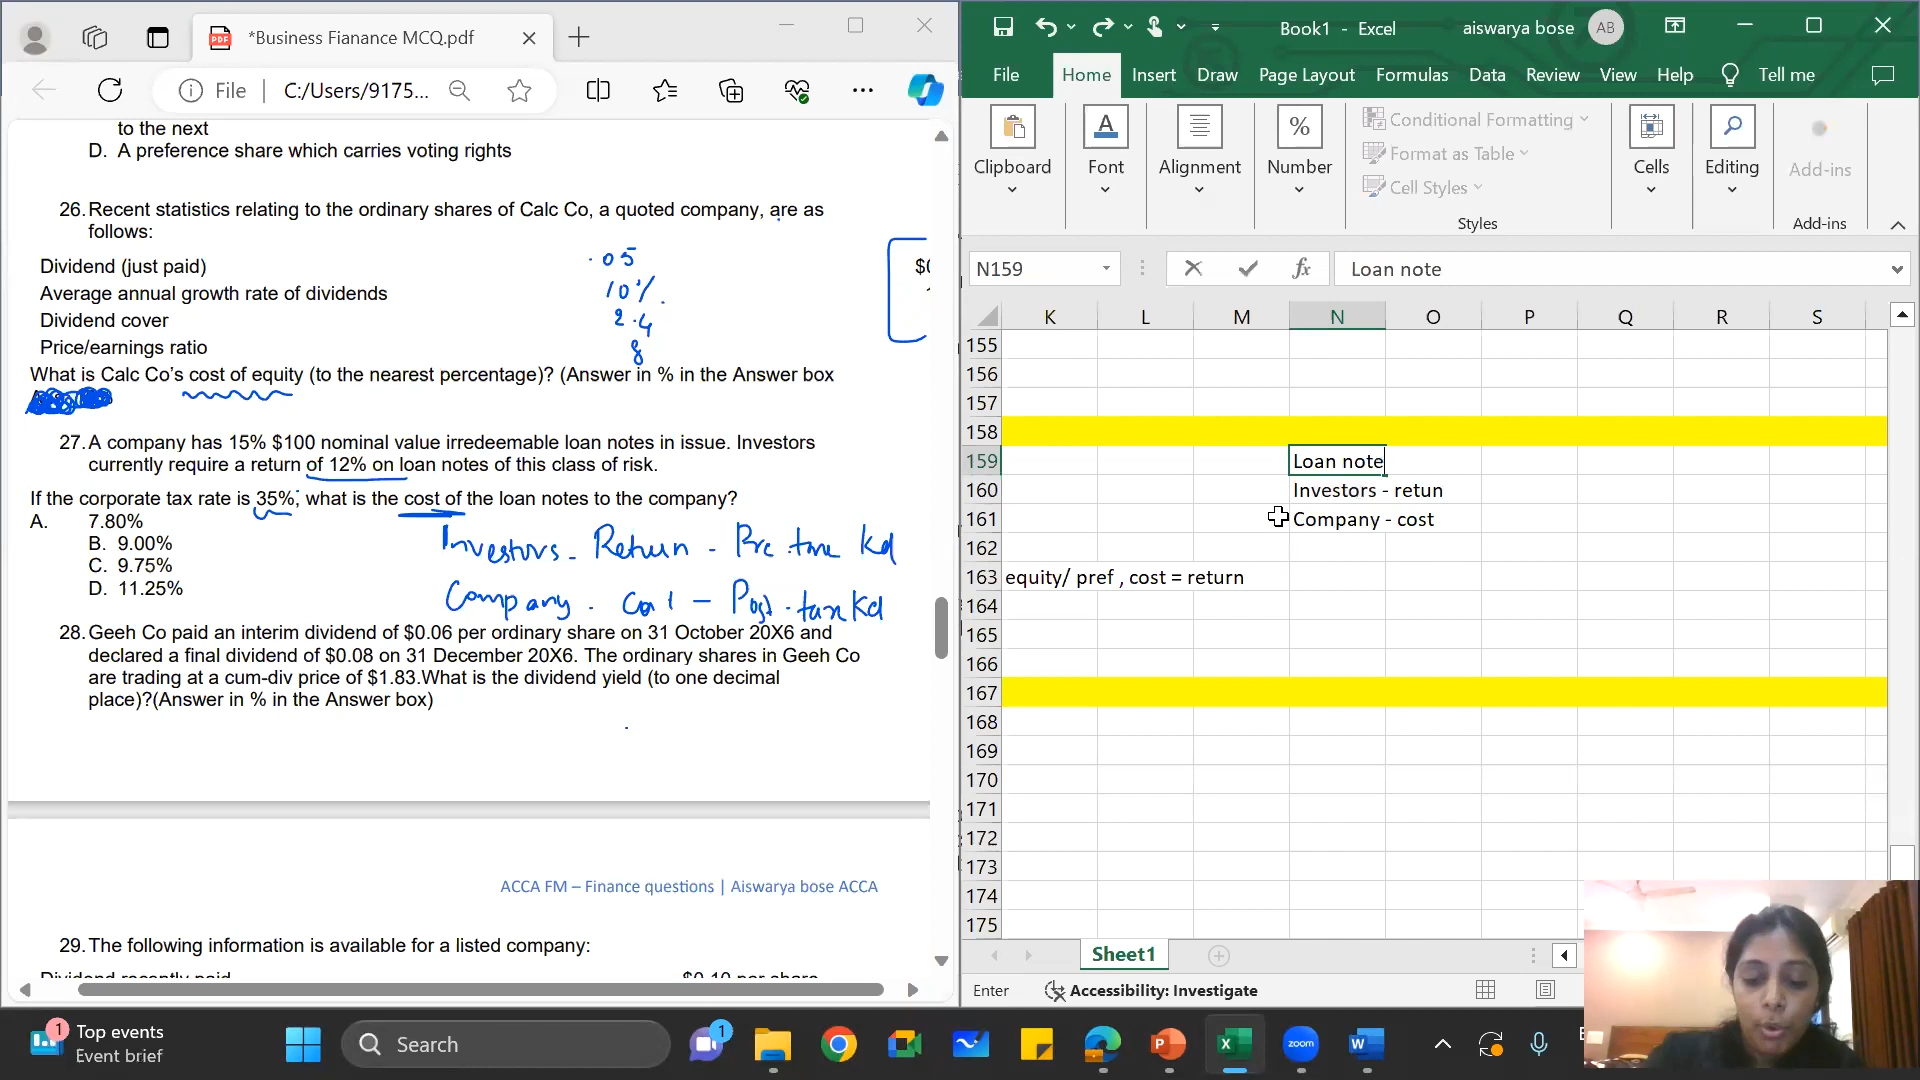 *Business Fianance MCQ.pdf
File
C:/Users/9175...
to the next
D. A preference share which carries voting rights
26. Recent statistics relating to the ordinary shares of Calc Co, a quoted company, are as
follows:
Dividend (just paid)
.05
Average annual growth rate of dividends
10%
Dividend cover
2.4
Price/earnings ratio
8
What is Calc Co's cost of equity (to the nearest percentage)? (Answer in % in the Answer box
27. A company has 15% $100 nominal value irredeemable loan notes in issue. Investors
currently require a return of 12% on loan notes of this class of risk.
If the corporate tax rate is 35%, what is the cost of the loan notes to the company?
A. 7.80%
B. 9.00%
C. 9.75%
D. 11.25%
Investors - Return - Pre.tax Kd
Company - Cost - Post-tax Kd
28. Geeh Co paid an interim dividend of $0.06 per ordinary share on 31 October 20X6 and
declared a final dividend of $0.08 on 31 December 20X6. The ordinary shares in Geeh Co
are trading at a cum-div price of $1.83.What is the dividend yield (to one decimal
place)?(Answer in % in the Answer box)
ACCA FM – Finance questions | Aiswarya bose ACCA
29. The following information is available for a listed company:
Dividend recently paid $0.10 per share
Book1 - Excel
aiswarya bose
AB
File Home Insert Draw Page Layout Formulas Data Review View Help Tell me
Clipboard
Font
Alignment
Number
Conditional Formatting
Format as Table
Cell Styles
Styles
Cells
Editing
Add-ins
Add-ins
N159
fx
Loan note
K L M N O P Q R S
155
156
157
158
159 Loan note
160 Investors - retun
161 Company - cost
162
163 equity/ pref , cost = return
164
165
166
167
168
169
170
171
172
173
174
175
Sheet1
Enter
Accessibility: Investigate
1
Top events
Event brief
Search
1
zoom